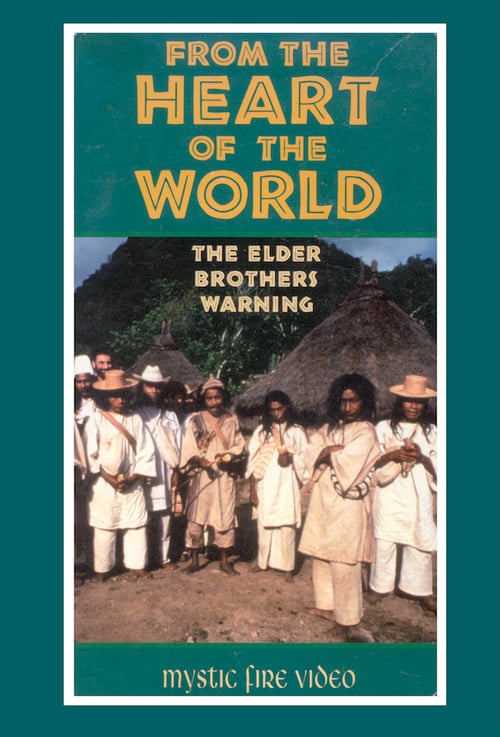 FROM THE
HEART
OF THE
WORLD
THE ELDER
BROTHERS
WARNING
MYSTIC FIRE VIDEO